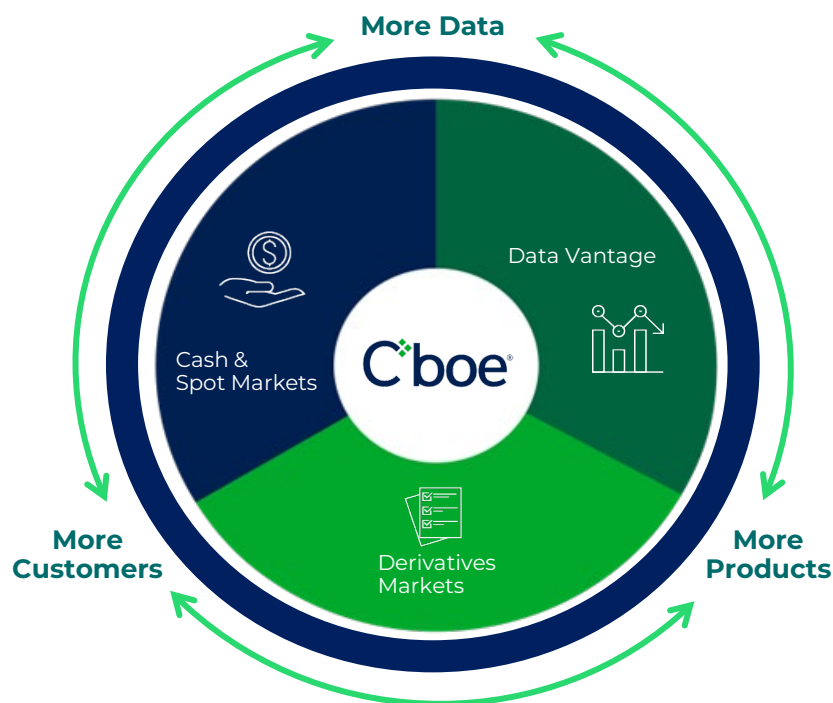 More Data
Data Vantage
Cash &
Spot Markets
Cboe®
Derivatives
Markets
More
Customers
More
Products